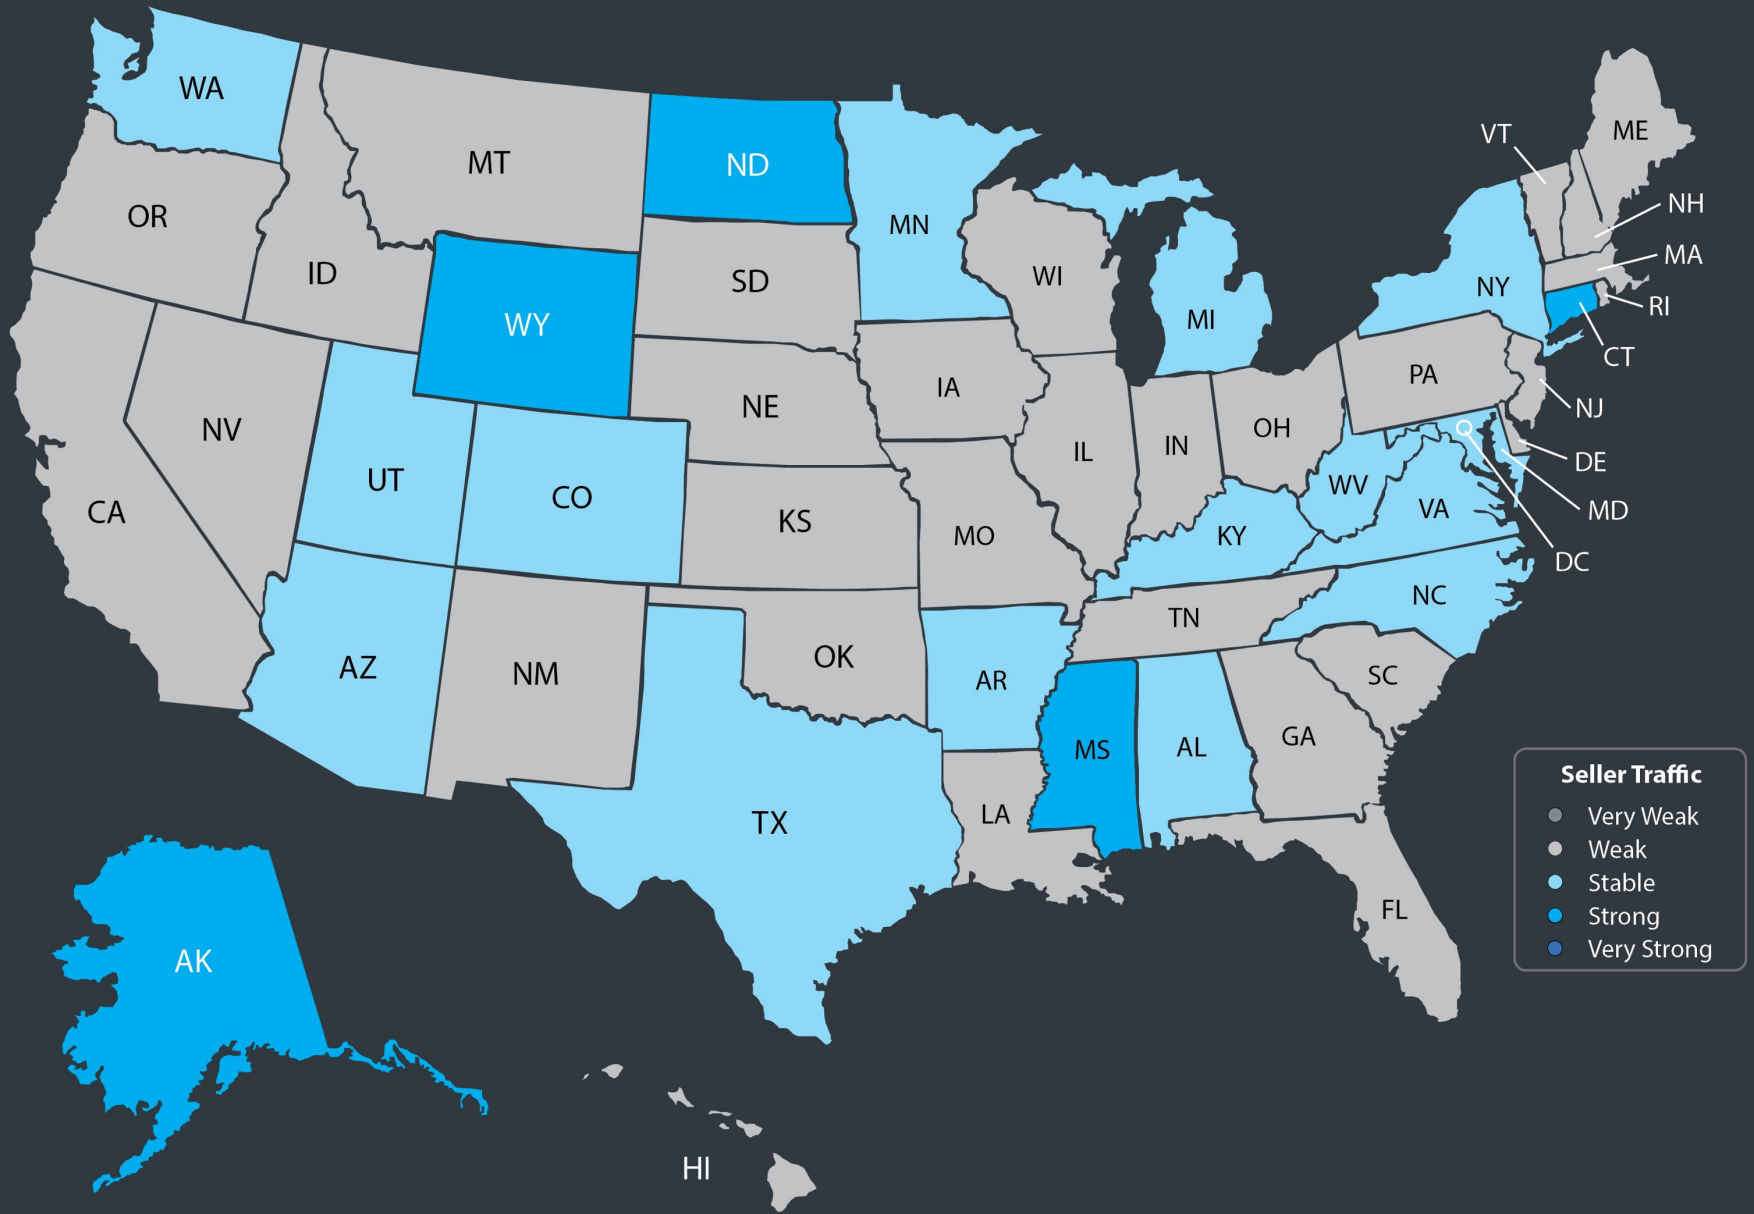 WA
MT
ND
MN
VT
ME
OR
ID
SD
WI
NH
MA
WY
NY
RI
MI
CT
NV
NE
IA
PA
NJ
UT
CO
IL
IN
OH
DE
CA
KS
MO
WV
VA
MD
KY
DC
AZ
NM
OK
AR
TN
NC
SC
MS
AL
GA
TX
LA
FL
AK
HI
Seller Traffic
Very Weak
Weak
Stable
Strong
Very Strong